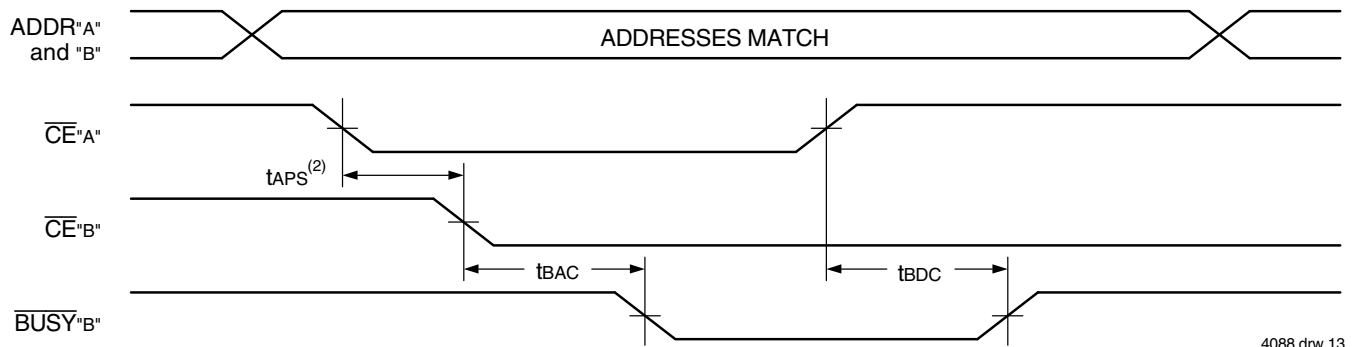 ADDR"A"
and "B"
ADDRESSES MATCH
CE"A"
tAPS(2)
CE"B"
tBAC
tBDC
BUSY"B"
4088 drw 13